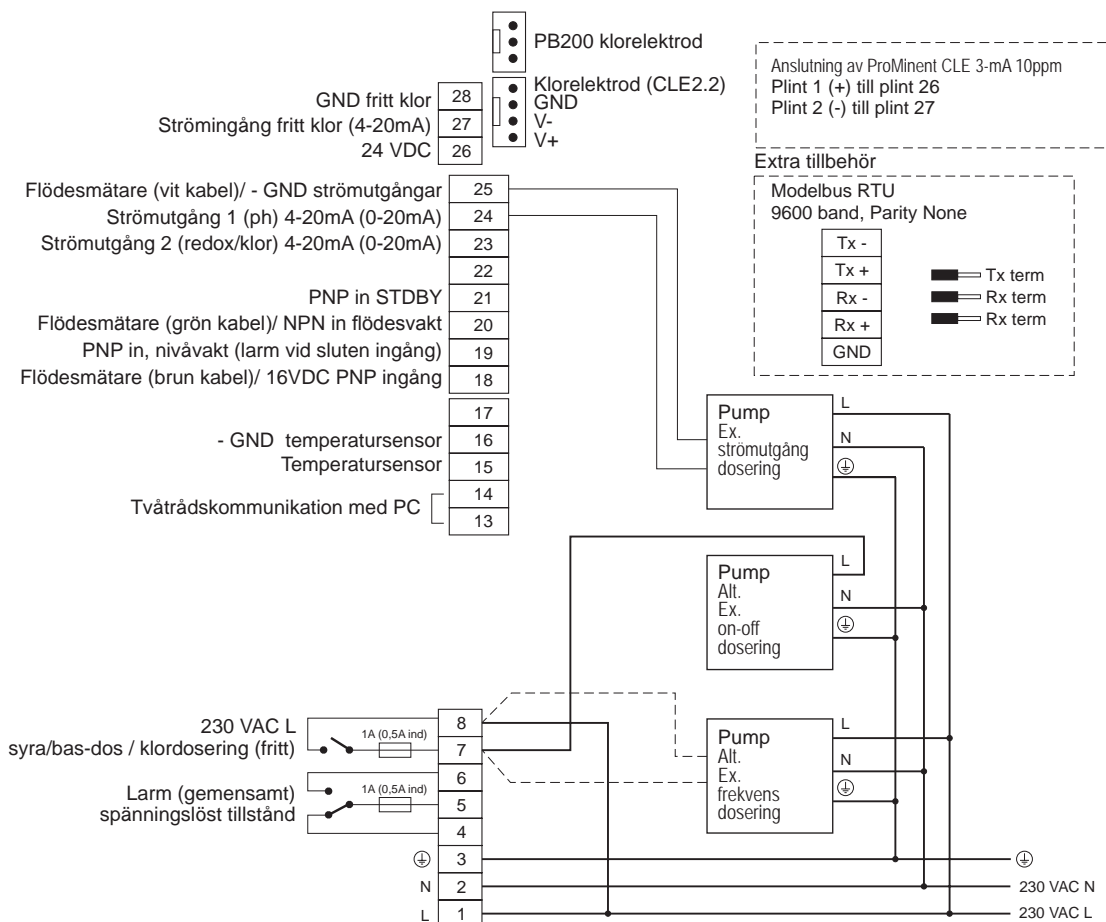 PB200 klorelektrod
Klorelektrod (CLE2.2)
GND
V-
V+
GND fritt klor 28
Strömingång fritt klor (4-20mA) 27
24 VDC 26
Anslutning av ProMinent CLE 3-mA 10ppm
Plint 1 (+) till plint 26
Plint 2 (-) till plint 27
Extra tillbehör
Modelbus RTU
9600 band, Parity None
Tx -
Tx +
Rx -
Rx +
GND
Tx term
Rx term
Rx term
Flödesmätare (vit kabel)/ - GND strömutgångar 25
Strömutgång 1 (ph) 4-20mA (0-20mA) 24
Strömutgång 2 (redox/klor) 4-20mA (0-20mA) 23
22
PNP in STDBY 21
Flödesmätare (grön kabel)/ NPN in flödesvakt 20
PNP in, nivåvakt (larm vid sluten ingång) 19
Flödesmätare (brun kabel)/ 16VDC PNP ingång 18
17
- GND temperatursensor 16
Temperatursensor 15
14
Tvåtrådskommunikation med PC
13
Pump
Ex.
strömutgång
dosering
L
N
Pump
Alt.
Ex.
on-off
dosering
L
N
Pump
Alt.
Ex.
frekvens
dosering
L
N
230 VAC L
syra/bas-dos / klordosering (fritt)
1A (0,5A ind)
8
7
Larm (gemensamt)
spänningslöst tillstånd
1A (0,5A ind)
6
5
4
3
N 2 230 VAC N
L 1 230 VAC L